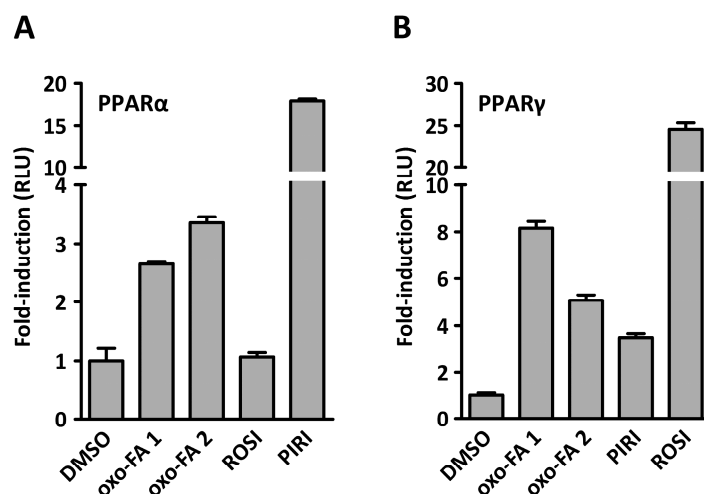 A
PPARα
Fold-induction (RLU)
20
15
10
4
3
2
1
0
DMSO
oxo-FA 1
oxo-FA 2
ROSI
PIRI
B
PPARγ
Fold-induction (RLU)
30
25
20
10
8
6
4
2
0
DMSO
oxo-FA 1
oxo-FA 2
PIRI
ROSI